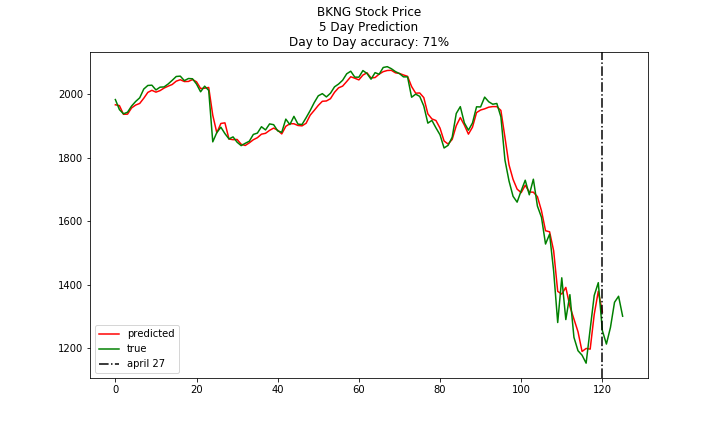 BKNG Stock Price
5 Day Prediction
Day to Day accuracy: 71%
2000
1800
1600
1400
1200
predicted
true
april 27
0 20 40 60 80 100 120